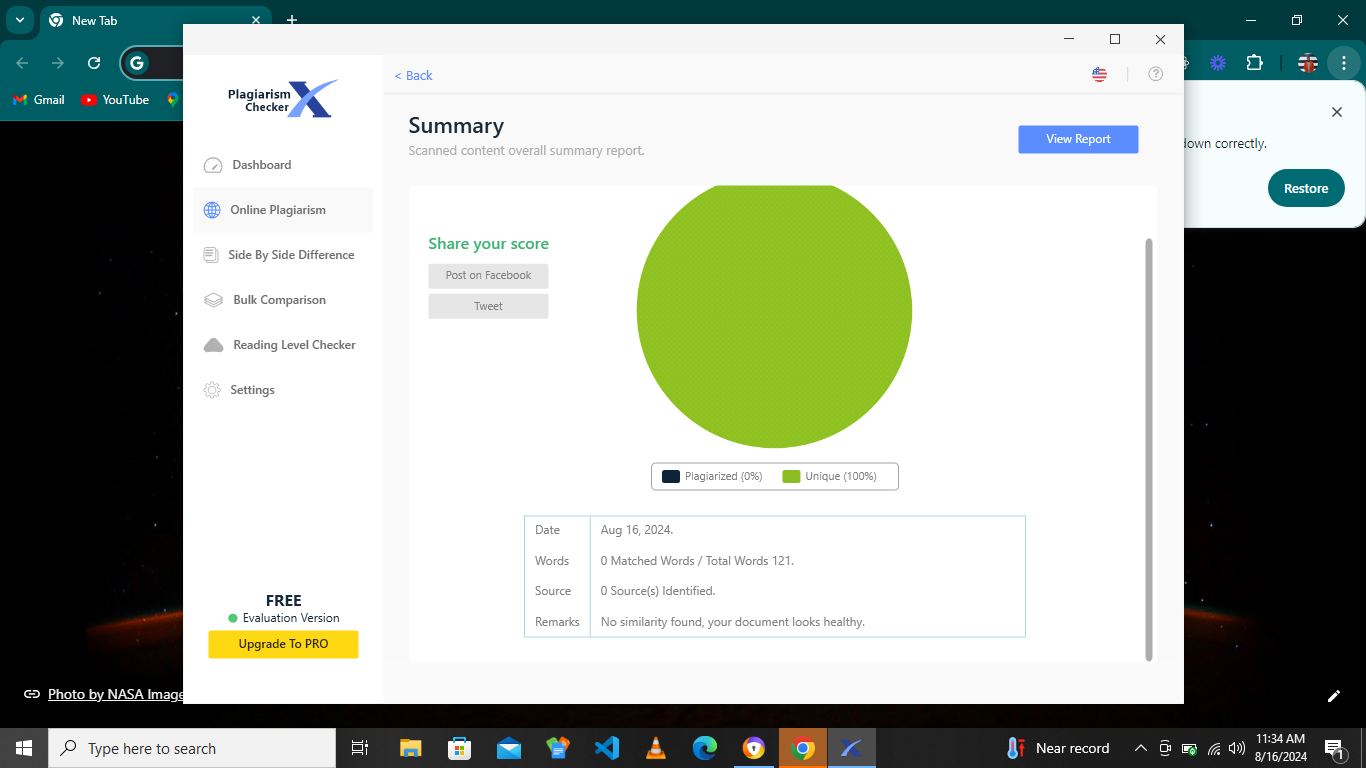 New Tab
Gmail
YouTube
down correctly.
Restore
Plagiarism
Checker
Dashboard
Online Plagiarism
Side By Side Difference
Bulk Comparison
Reading Level Checker
Settings
FREE
Evaluation Version
Upgrade To PRO
< Back
Summary
Scanned content overall summary report.
View Report
Share your score
Post on Facebook
Tweet
Plagiarized (0%) Unique (100%)
Date Aug 16, 2024.
Words 0 Matched Words / Total Words 121.
Source 0 Source(s) Identified.
Remarks No similarity found, your document looks healthy.
Photo by NASA Image
Type here to search
Near record
11:34 AM
8/16/2024
1